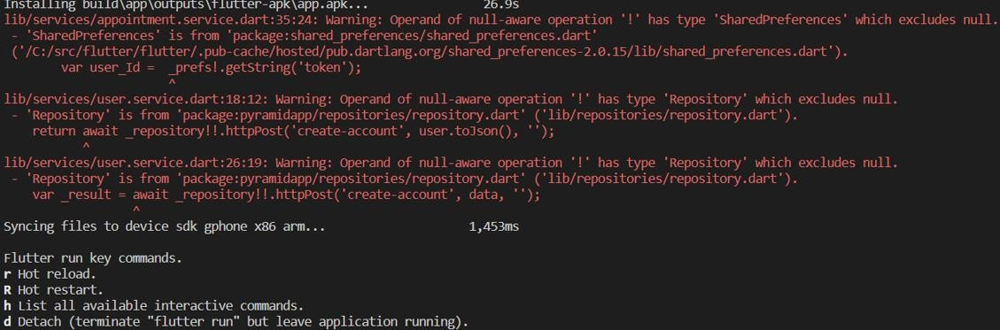 Installing build\app\outputs\flutter-apk\app.apk... 26.9s
lib/services/appointment.service.dart:35:24: Warning: Operand of null-aware operation '!' has type 'SharedPreferences' which excludes null.
- 'SharedPreferences' is from 'package:shared_preferences/shared_preferences.dart'
('/C:/src/flutter/flutter/.pub-cache/hosted/pub.dartlang.org/shared_preferences-2.0.15/lib/shared_preferences.dart').
var user_Id = _prefs!.getString('token');
^
lib/services/user.service.dart:18:12: Warning: Operand of null-aware operation '!' has type 'Repository' which excludes null.
- 'Repository' is from 'package:pyramidapp/repositories/repository.dart' ('lib/repositories/repository.dart').
return await _repository!!.httpPost('create-account', user.toJson(), '');
^
lib/services/user.service.dart:26:19: Warning: Operand of null-aware operation '!' has type 'Repository' which excludes null.
- 'Repository' is from 'package:pyramidapp/repositories/repository.dart' ('lib/repositories/repository.dart').
var _result = await _repository!!.httpPost('create-account', data, '');
^
Syncing files to device sdk gphone x86 arm... 1,453ms
Flutter run key commands.
r Hot reload.
R Hot restart.
h List all available interactive commands.
d Detach (terminate "flutter run" but leave application running).